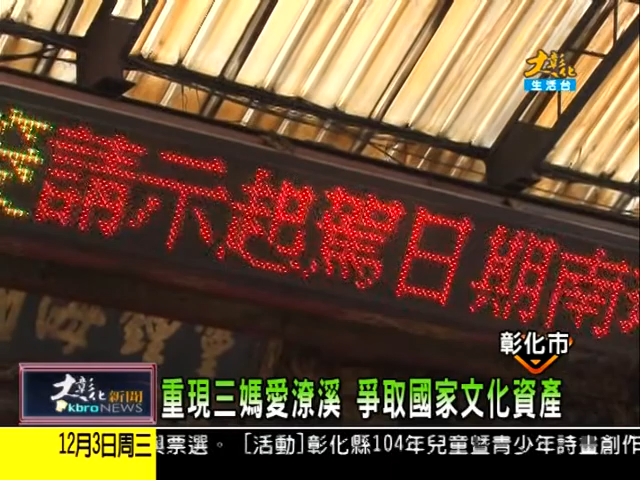 大彰化
生活台
請示起駕日期南
彰化市
大彰化新聞
kbro NEWS
重現三媽愛潦溪 爭取國家文化資產
12月3日周三
與票選。 [活動]彰化縣104年兒童暨青少年詩畫創作